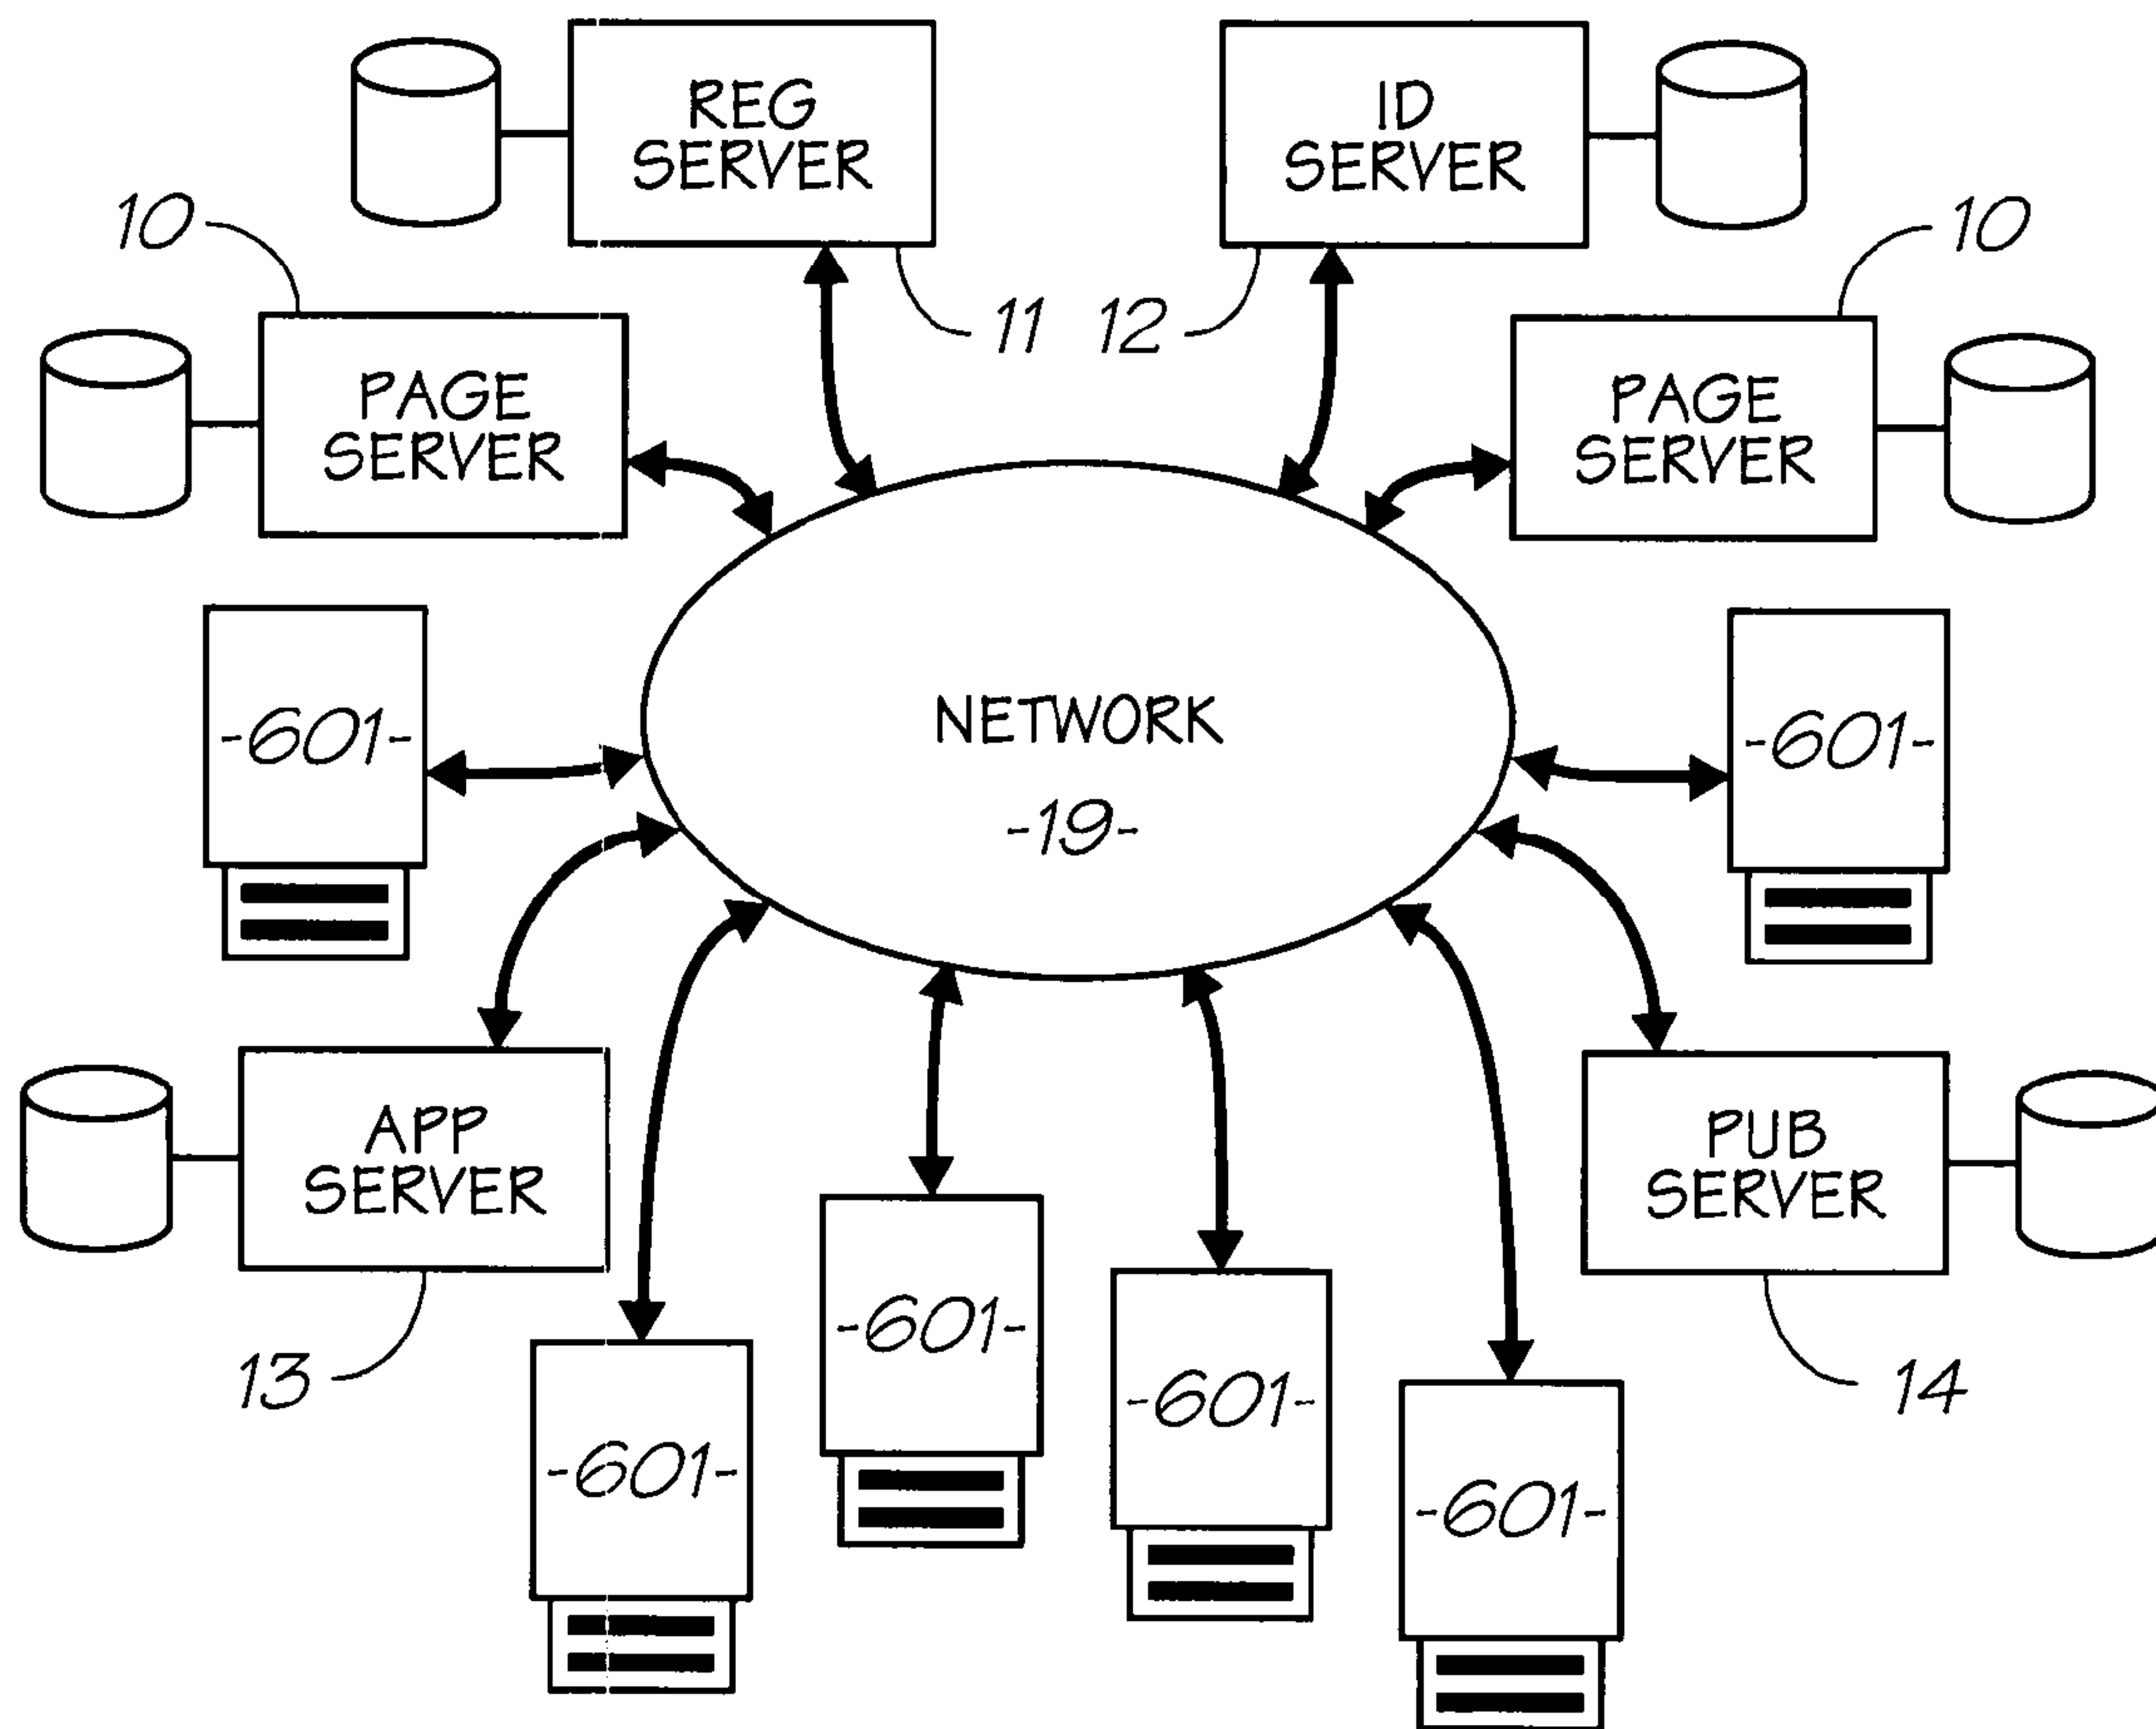 REG
SERVER
ID
SERVER
10
10
11
12
PAGE
SERVER
PAGE
SERVER
-601-
NETWORK
-19-
-601-
APP
SERVER
PUB
SERVER
13
-601-
-601-
-601-
-601-
14